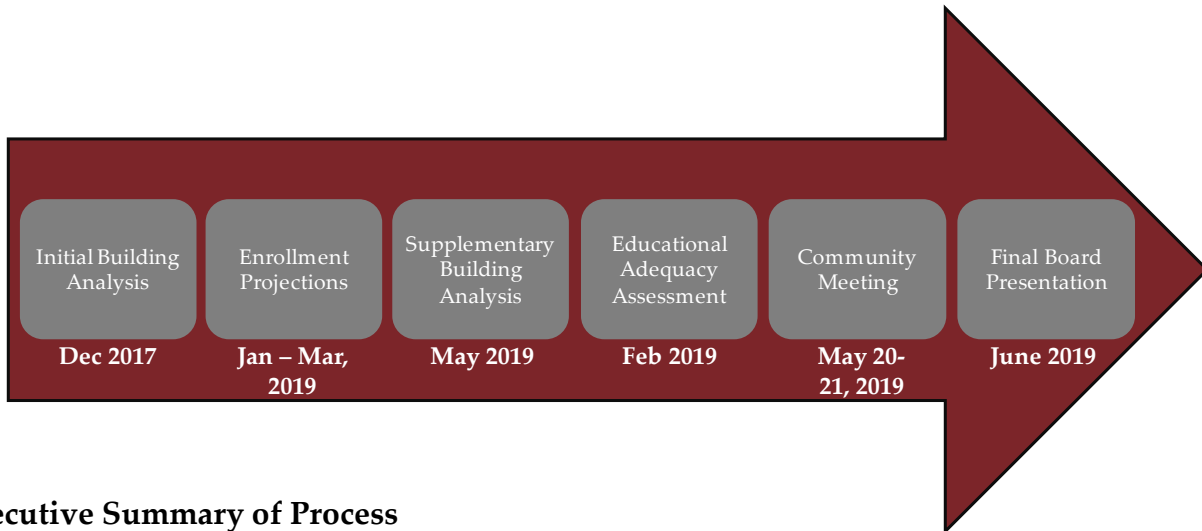 Initial Building
Analysis
Dec 2017
Enrollment
Projections
Jan – Mar,
2019
Supplementary
Building
Analysis
May 2019
Educational
Adequacy
Assessment
Feb 2019
Community
Meeting
May 20-
21, 2019
Final Board
Presentation
June 2019
ecutive Summary of Process